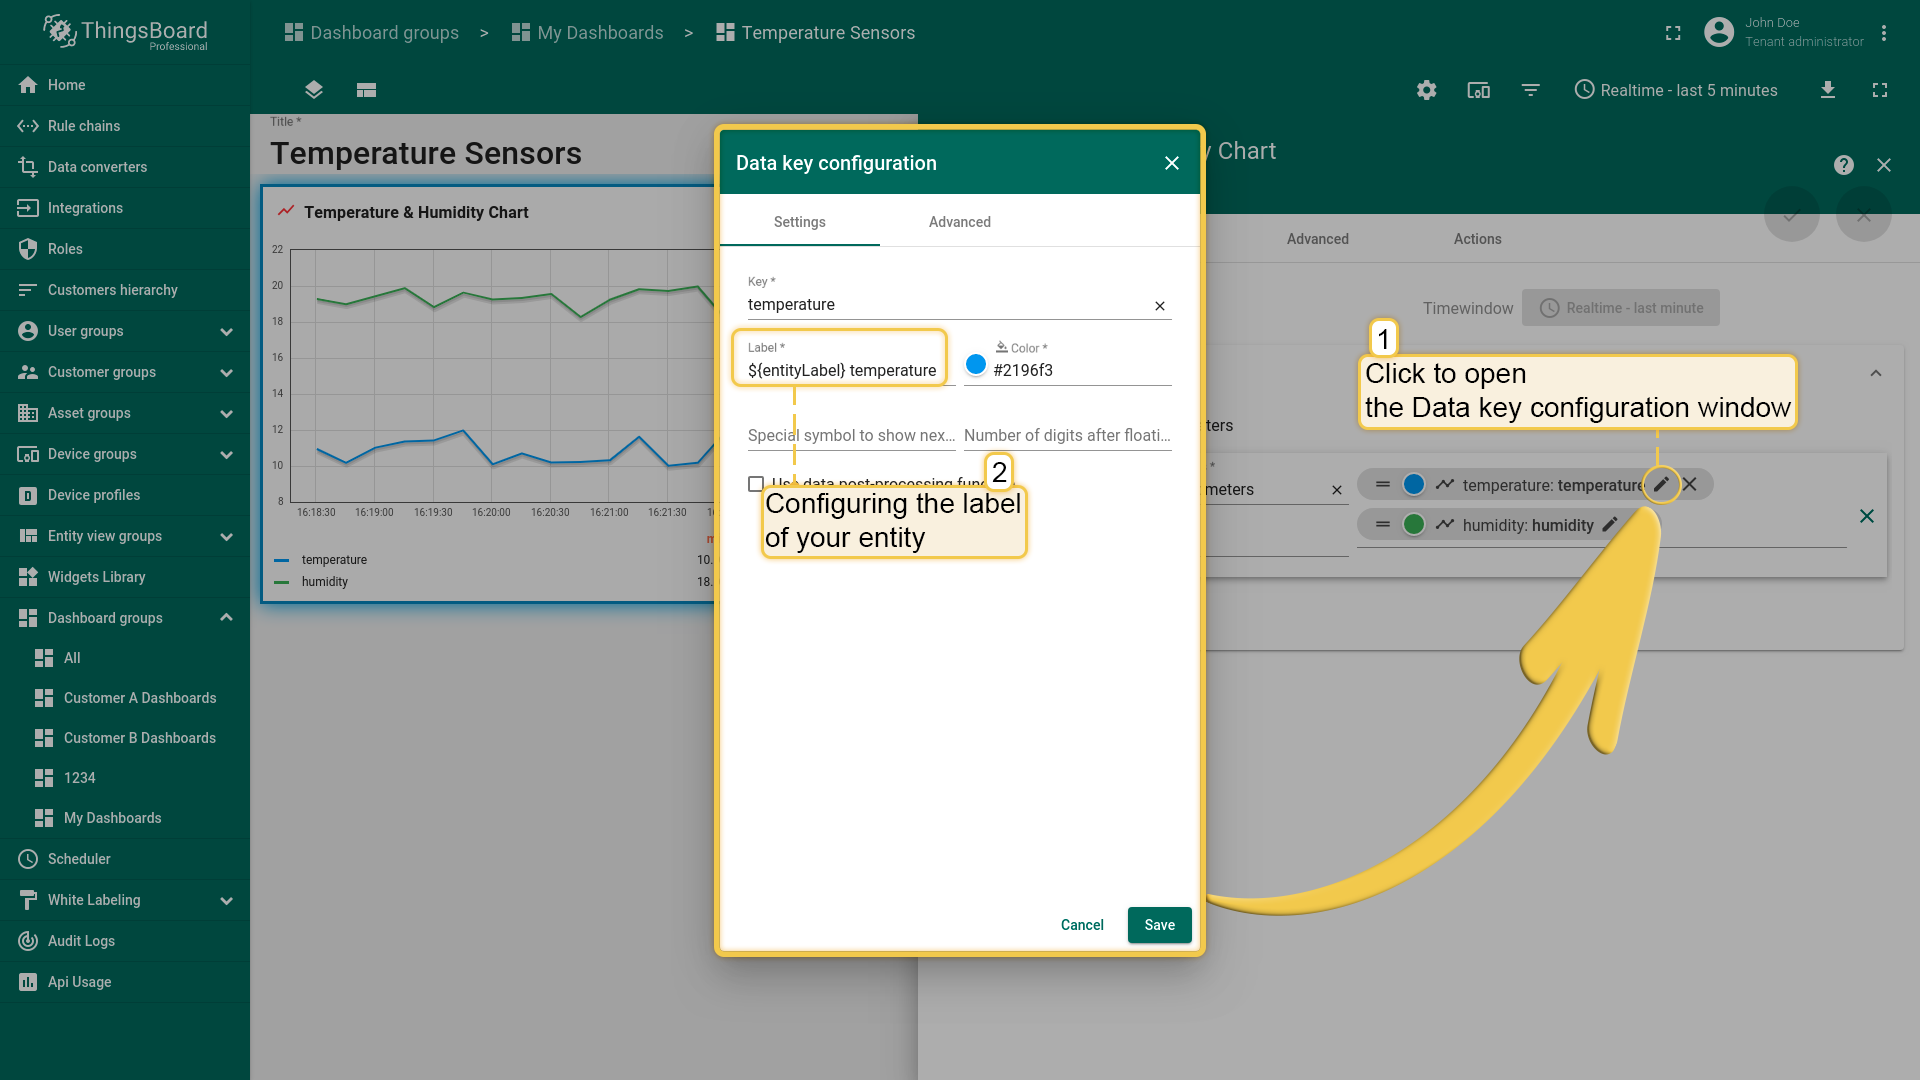 ThingsBoard
Professional
Home
Rule chains
Data converters
Integrations
Roles
Customers hierarchy
User groups
Customer groups
Asset groups
Device groups
Device profiles
Entity view groups
Widgets Library
Dashboard groups
All
Customer A Dashboards
Customer B Dashboards
1234
My Dashboards
Scheduler
White Labeling
Audit Logs
Api Usage
Dashboard groups > My Dashboards > Temperature Sensors
John Doe
Tenant administrator
Realtime - last 5 minutes
Title *
Temperature Sensors
Temperature & Humidity Chart
22
20
18
16
14
12
10
8
16:18:30 16:19:00 16:19:30 16:20:00 16:20:30 16:21:00 16:21:30
temperature 10.
humidity 18.
Data key configuration
Settings Advanced
Key *
temperature
Label *
${entityLabel} temperature
Color *
#2196f3
Special symbol to show nex...
Number of digits after floati...
Use data post-processing func
2
Configuring the label
of your entity
Cancel Save
y Chart
Advanced Actions
Timewindow Realtime - last minute
1
Click to open
the Data key configuration window
ters
*
meters
temperature: temperature
humidity: humidity